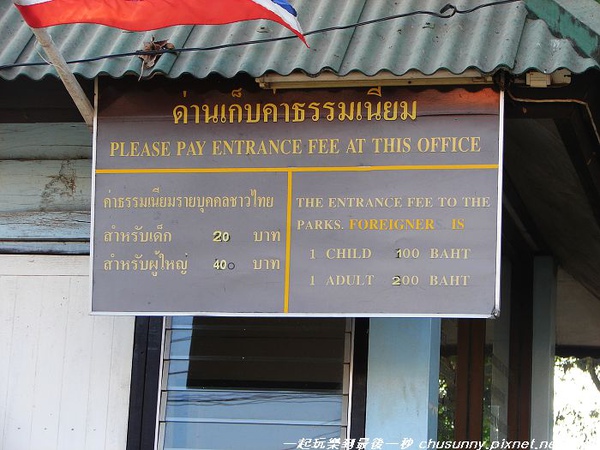 ด่านเก็บค่าธรรมเนียม
PLEASE PAY ENTRANCE FEE AT THIS OFFICE
ค่าธรรมเนียมรายบุคคลชาวไทย
สำหรับเด็ก 20 บาท
สำหรับผู้ใหญ่ 40 บาท
THE ENTRANCE FEE TO THE
PARKS. FOREIGNER IS
1 CHILD 100 BAHT
1 ADULT 200 BAHT
一起玩樂到最後一秒 chusunny.pixnet.net